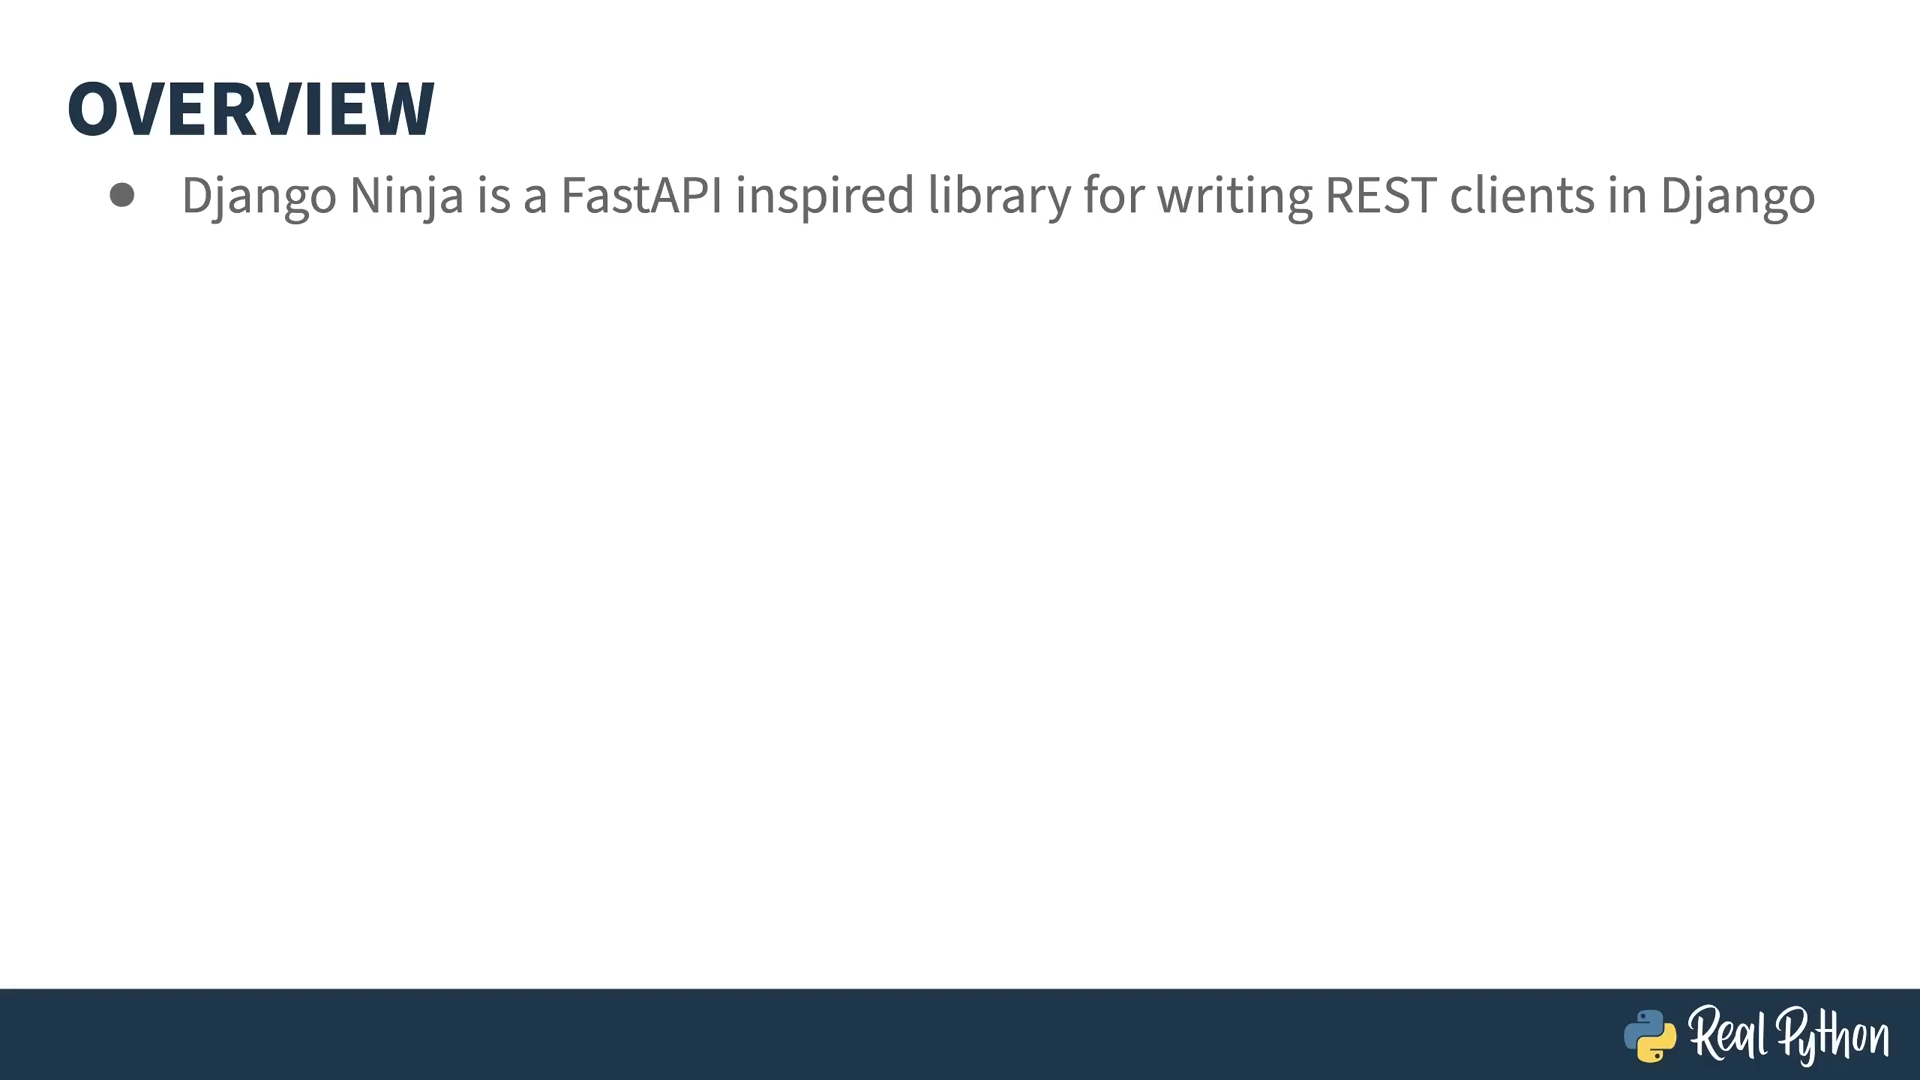 OVERVIEW
● Django Ninja is a FastAPI inspired library for writing REST clients in Django
Real Python